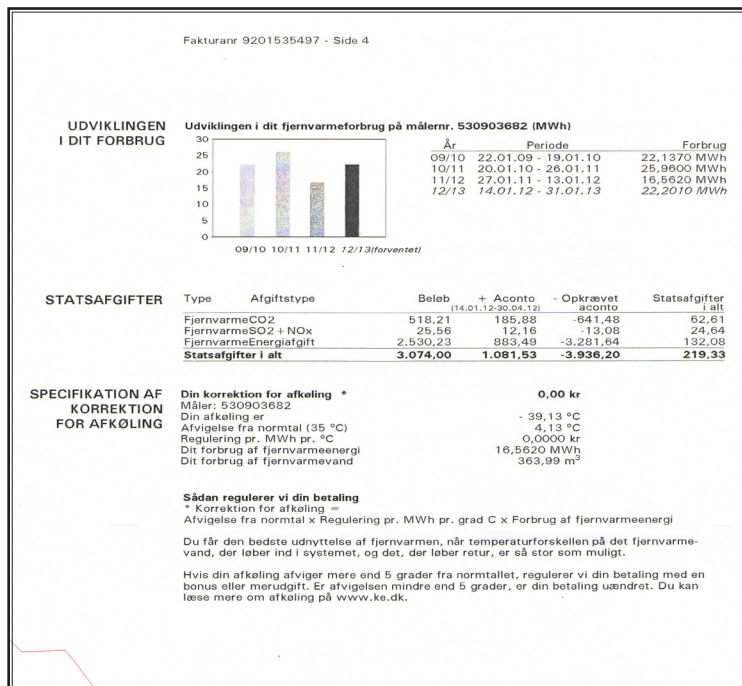 Fakturanr 9201535497 - Side 4
UDVIKLINGEN
I DIT FORBRUG
Udviklingen i dit fjernvarmeforbrug på målernr. 530903682 (MWh)
30
25
20
15
10
5
0
09/10 10/11 11/12 12/13(forventet)
År Periode Forbrug
09/10 22.01.09 - 19.01.10 22,1370 MWh
10/11 20.01.10 - 26.01.11 25,9600 MWh
11/12 27.01.11 - 13.01.12 16,5620 MWh
12/13 14.01.12 - 31.01.13 22,2010 MWh
STATSAFGIFTER
Type Afgiftstype Beløb + Aconto - Opkrævet Statsafgifter
(14.01.12-30.04.12) aconto i alt
FjernvarmeCO2 518,21 185,88 -641,48 62,61
FjernvarmeSO2 + NOx 25,56 12,16 -13,08 24,64
FjernvarmeEnergiafgift 2.530,23 883,49 -3.281,64 132,08
Statsafgifter i alt 3.074,00 1.081,53 -3.936,20 219,33
SPECIFIKATION AF
KORREKTION
FOR AFKØLING
Din korrektion for afkøling * 0,00 kr
Måler: 530903682
Din afkøling er - 39,13 °C
Afvigelse fra normtal (35 °C) 4,13 °C
Regulering pr. MWh pr. °C 0,0000 kr
Dit forbrug af fjernvarmeenergi 16,5620 MWh
Dit forbrug af fjernvarmevand 363,99 m³
Sådan regulerer vi din betaling
* Korrektion for afkøling =
Afvigelse fra normtal x Regulering pr. MWh pr. grad C x Forbrug af fjernvarmeenergi
Du får den bedste udnyttelse af fjernvarmen, når temperaturforskellen på det fjernvarme-
vand, der løber ind i systemet, og det, der løber retur, er så stor som muligt.
Hvis din afkøling afviger mere end 5 grader fra normtallet, regulerer vi din betaling med en
bonus eller merudgift. Er afvigelsen mindre end 5 grader, er din betaling uændret. Du kan
læse mere om afkøling på www.ke.dk.